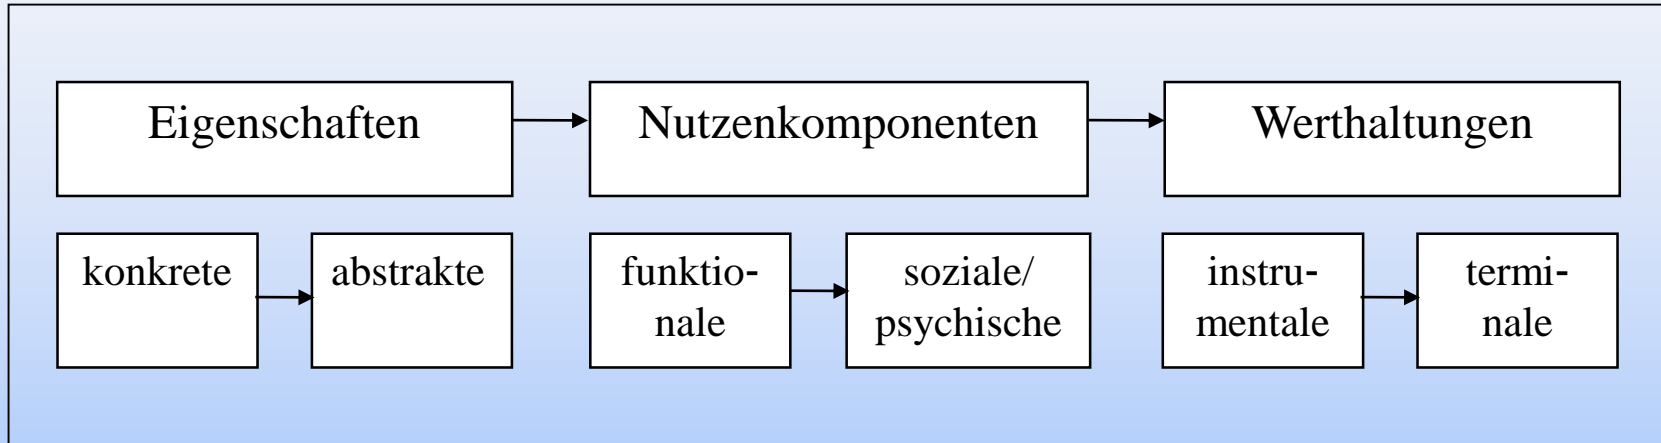 Eigenschaften
Nutzenkomponenten
Werthaltungen
konkrete
abstrakte
funktio-
nale
soziale/
psychische
instru-
mentale
termi-
nale